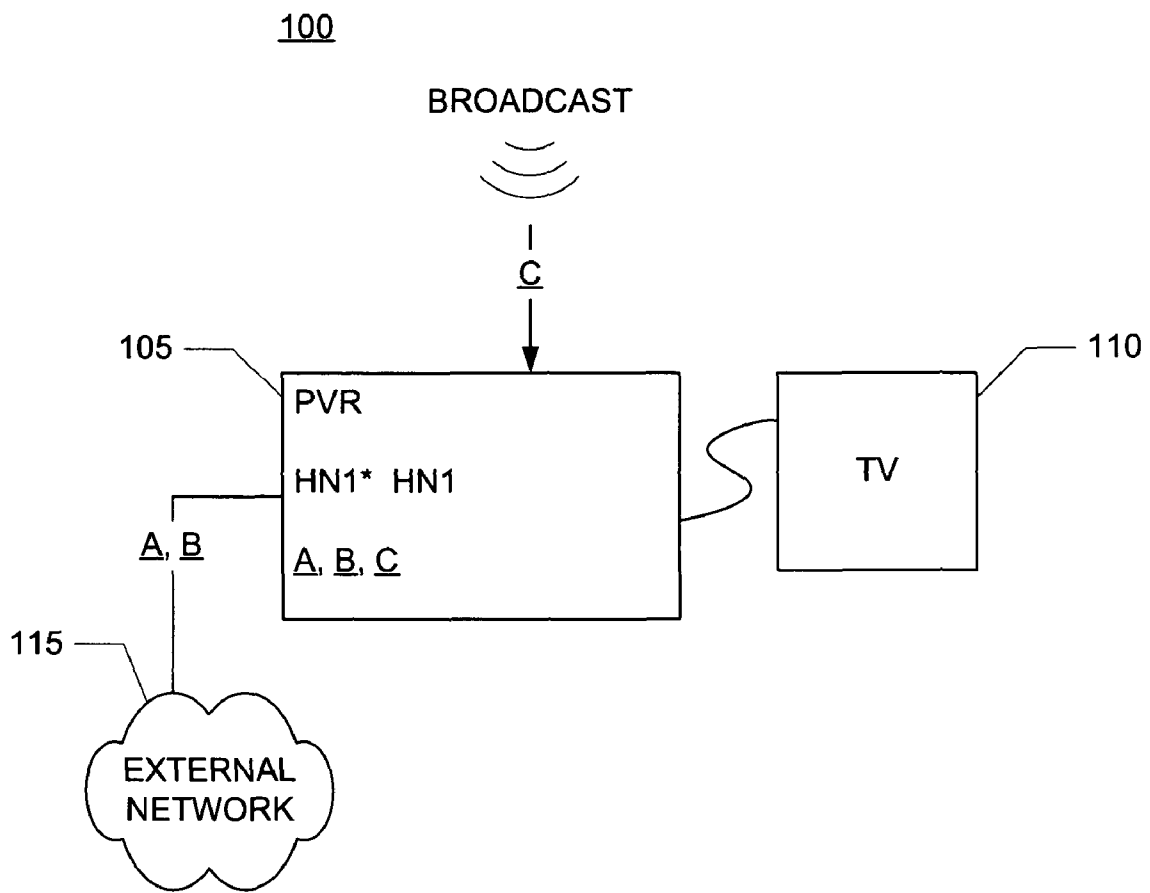 100
BROADCAST
C
105
110
PVR
TV
HN1* HN1
A, B
A, B, C
115
EXTERNAL
NETWORK